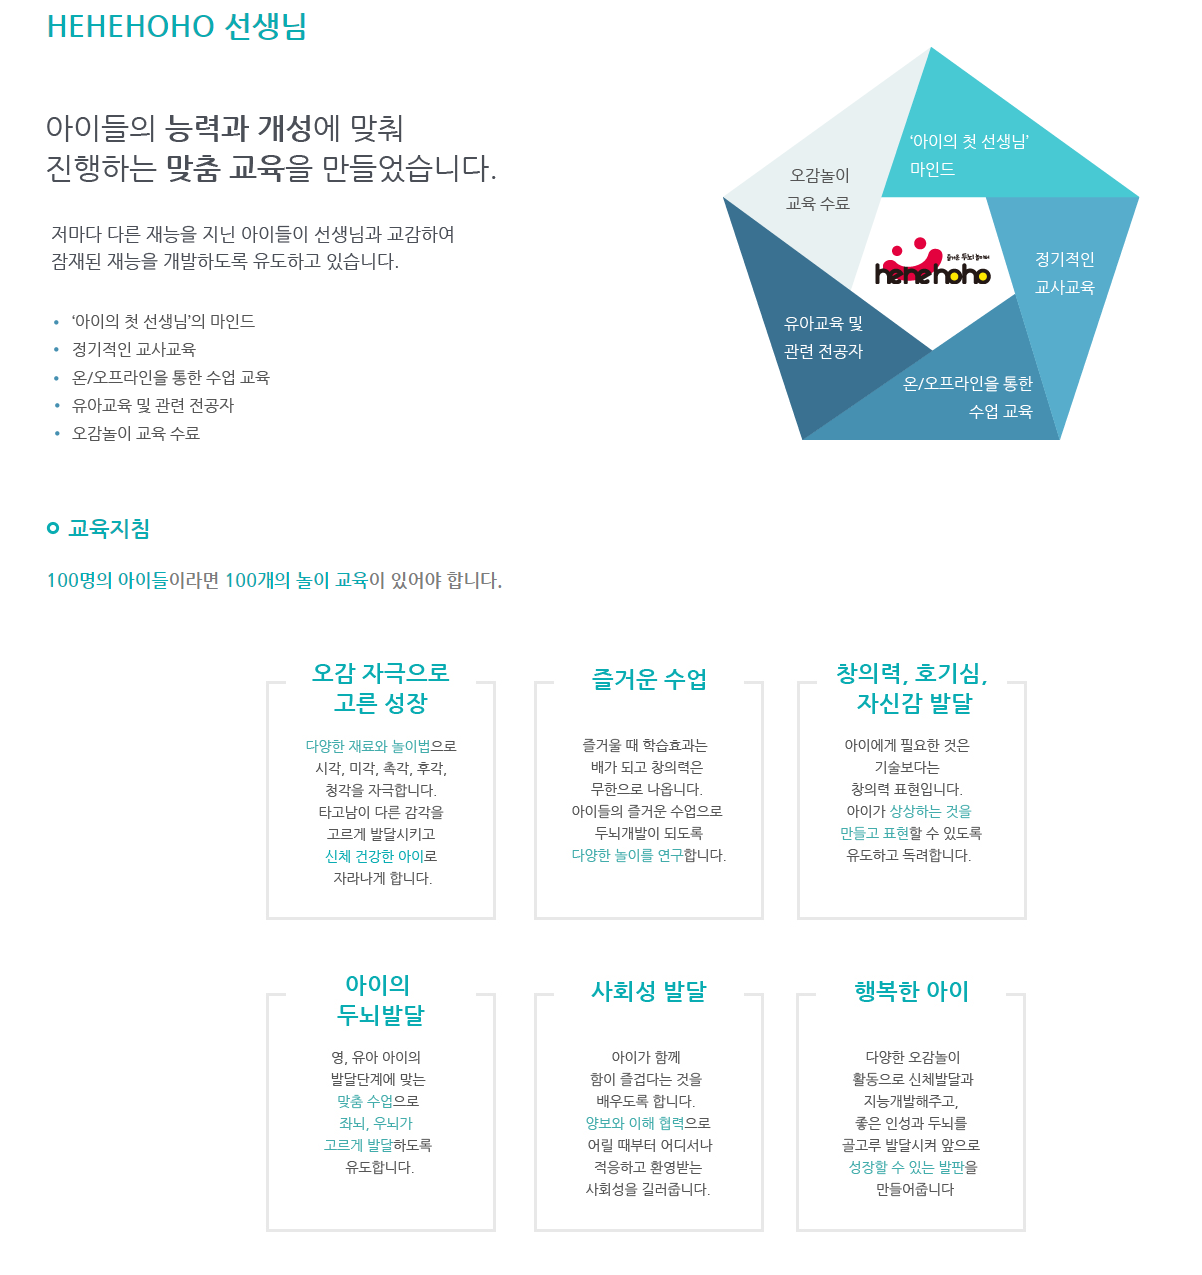 HEHEHOHO 선생님
아이들의 능력과 개성에 맞춰
진행하는 맞춤 교육을 만들었습니다.
저마다 다른 재능을 지닌 아이들이 선생님과 교감하여
잠재된 재능을 개발하도록 유도하고 있습니다.
• ‘아이의 첫 선생님’의 마인드
• 정기적인 교사교육
• 온/오프라인을 통한 수업 교육
• 유아교육 및 관련 전공자
• 오감놀이 교육 수료
‘아이의 첫 선생님’
마인드
오감놀이
교육 수료
즐거운 두뇌 놀이터
hehehoho
정기적인
교사교육
유아교육 및
관련 전공자
온/오프라인을 통한
수업 교육
교육지침
100명의 아이들이라면 100개의 놀이 교육이 있어야 합니다.
오감 자극으로
고른 성장
다양한 재료와 놀이법으로
시각, 미각, 촉각, 후각,
청각을 자극합니다.
타고남이 다른 감각을
고르게 발달시키고
신체 건강한 아이로
자라나게 합니다.
즐거운 수업
즐거울 때 학습효과는
배가 되고 창의력은
무한으로 나옵니다.
아이들의 즐거운 수업으로
두뇌개발이 되도록
다양한 놀이를 연구합니다.
창의력, 호기심,
자신감 발달
아이에게 필요한 것은
기술보다는
창의력 표현입니다.
아이가 상상하는 것을
만들고 표현할 수 있도록
유도하고 독려합니다.
아이의
두뇌발달
영, 유아 아이의
발달단계에 맞는
맞춤 수업으로
좌뇌, 우뇌가
고르게 발달하도록
유도합니다.
사회성 발달
아이가 함께
함이 즐겁다는 것을
배우도록 합니다.
양보와 이해 협력으로
어릴 때부터 어디서나
적응하고 환영받는
사회성을 길러줍니다.
행복한 아이
다양한 오감놀이
활동으로 신체발달과
지능개발해주고,
좋은 인성과 두뇌를
골고루 발달시켜 앞으로
성장할 수 있는 발판을
만들어줍니다